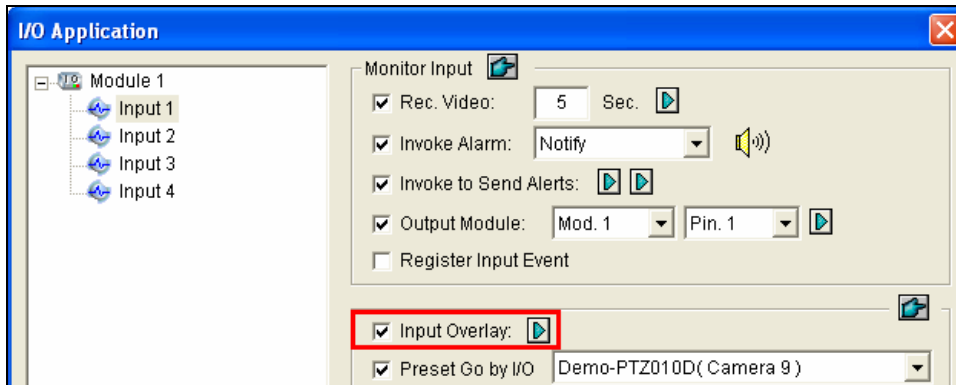 I/O Application
Module 1
Input 1
Input 2
Input 3
Input 4
Monitor Input
Rec. Video: 5 Sec.
Invoke Alarm: Notify
Invoke to Send Alerts:
Output Module: Mod. 1 Pin. 1
Register Input Event
Input Overlay:
Preset Go by I/O Demo-PTZ010D( Camera 9 )